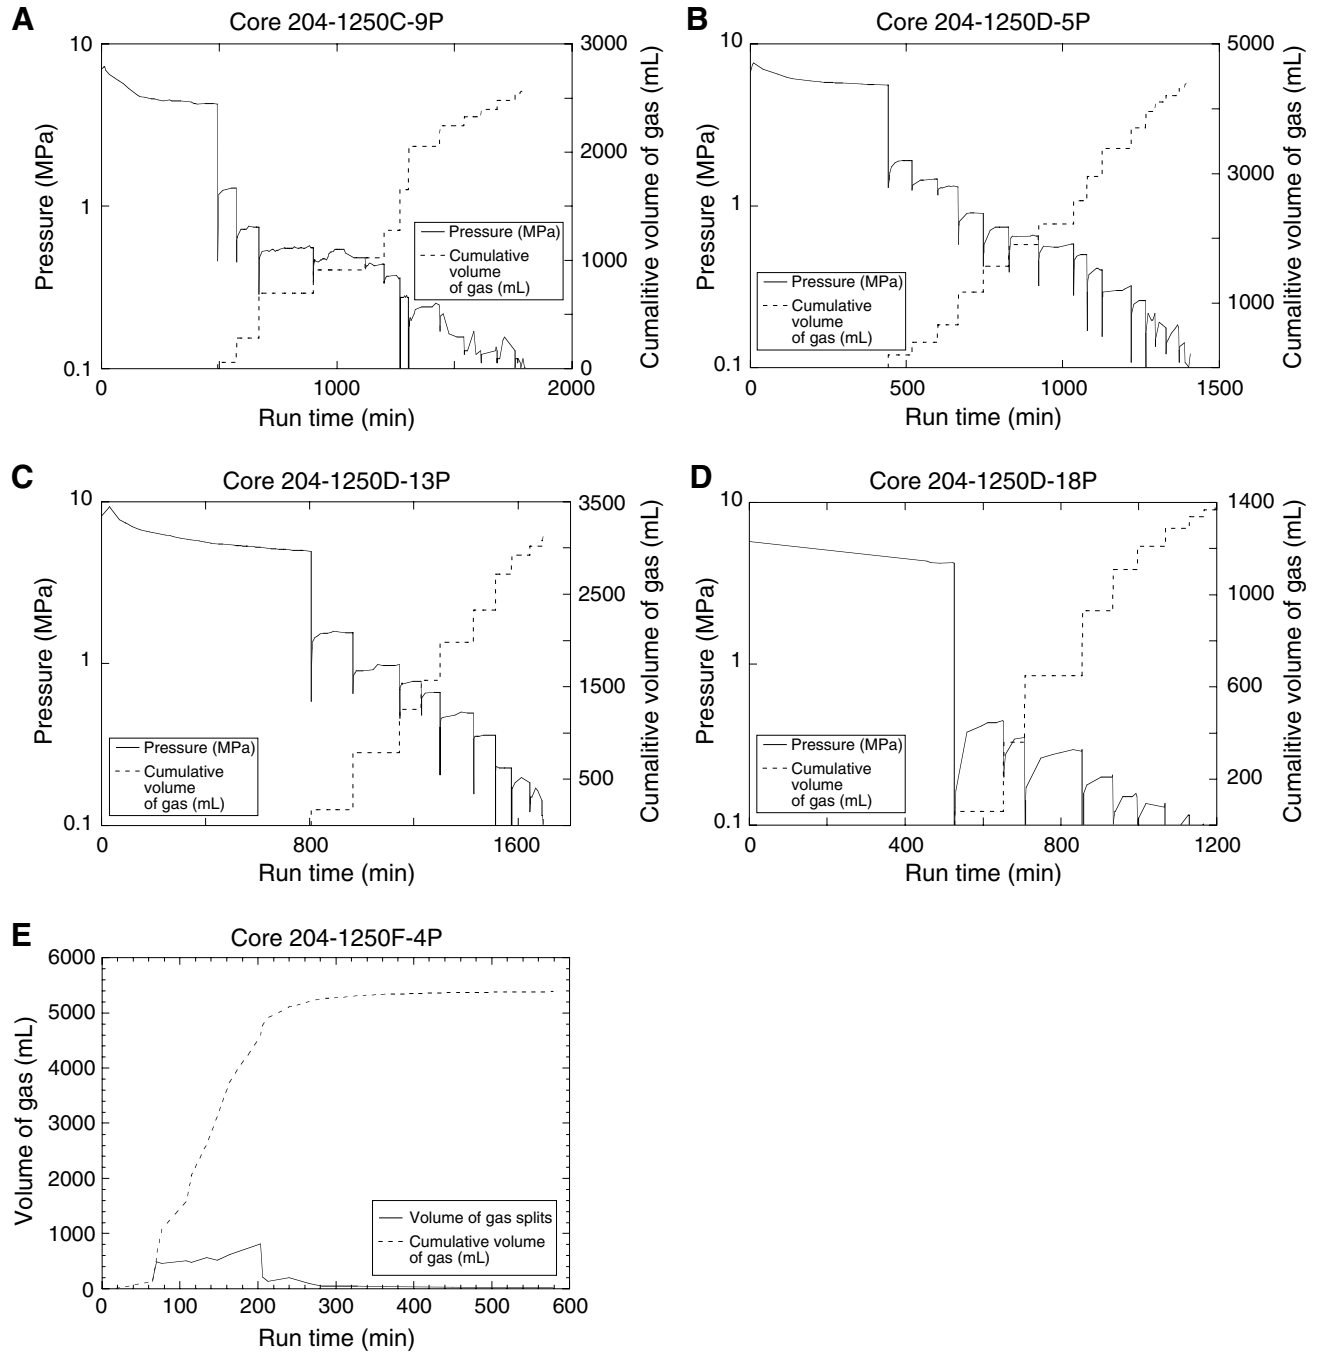 A
Core 204-1250C-9P
10
1
0.1
Pressure (MPa)
3000
2000
1000
0
Cumalitive volume of gas (mL)
Pressure (MPa)
Cumulative
volume
of gas (mL)
0
1000
2000
Run time (min)
B
Core 204-1250D-5P
10
1
0.1
Pressure (MPa)
5000
3000
1000
Cumalitive volume of gas (mL)
Pressure (MPa)
Cumulative
volume
of gas (mL)
0
500
1000
1500
Run time (min)
C
Core 204-1250D-13P
10
1
0.1
Pressure (MPa)
3500
2500
1500
500
Cumalitive volume of gas (mL)
Pressure (MPa)
Cumulative
volume
of gas (mL)
0
800
1600
Run time (min)
D
Core 204-1250D-18P
10
1
0.1
Pressure (MPa)
1400
1000
600
200
Cumalitive volume of gas (mL)
Pressure (MPa)
Cumulative
volume
of gas (mL)
0
400
800
1200
Run time (min)
E
Core 204-1250F-4P
6000
5000
4000
3000
2000
1000
0
Volume of gas (mL)
Volume of gas splits
Cumulative volume
of gas (mL)
0
100
200
300
400
500
600
Run time (min)